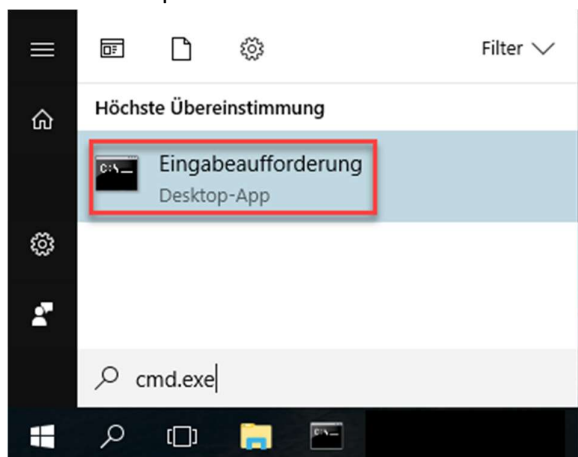 Filter
Höchste Übereinstimmung
C:\_
Eingabeaufforderung
Desktop-App
cmd.exe